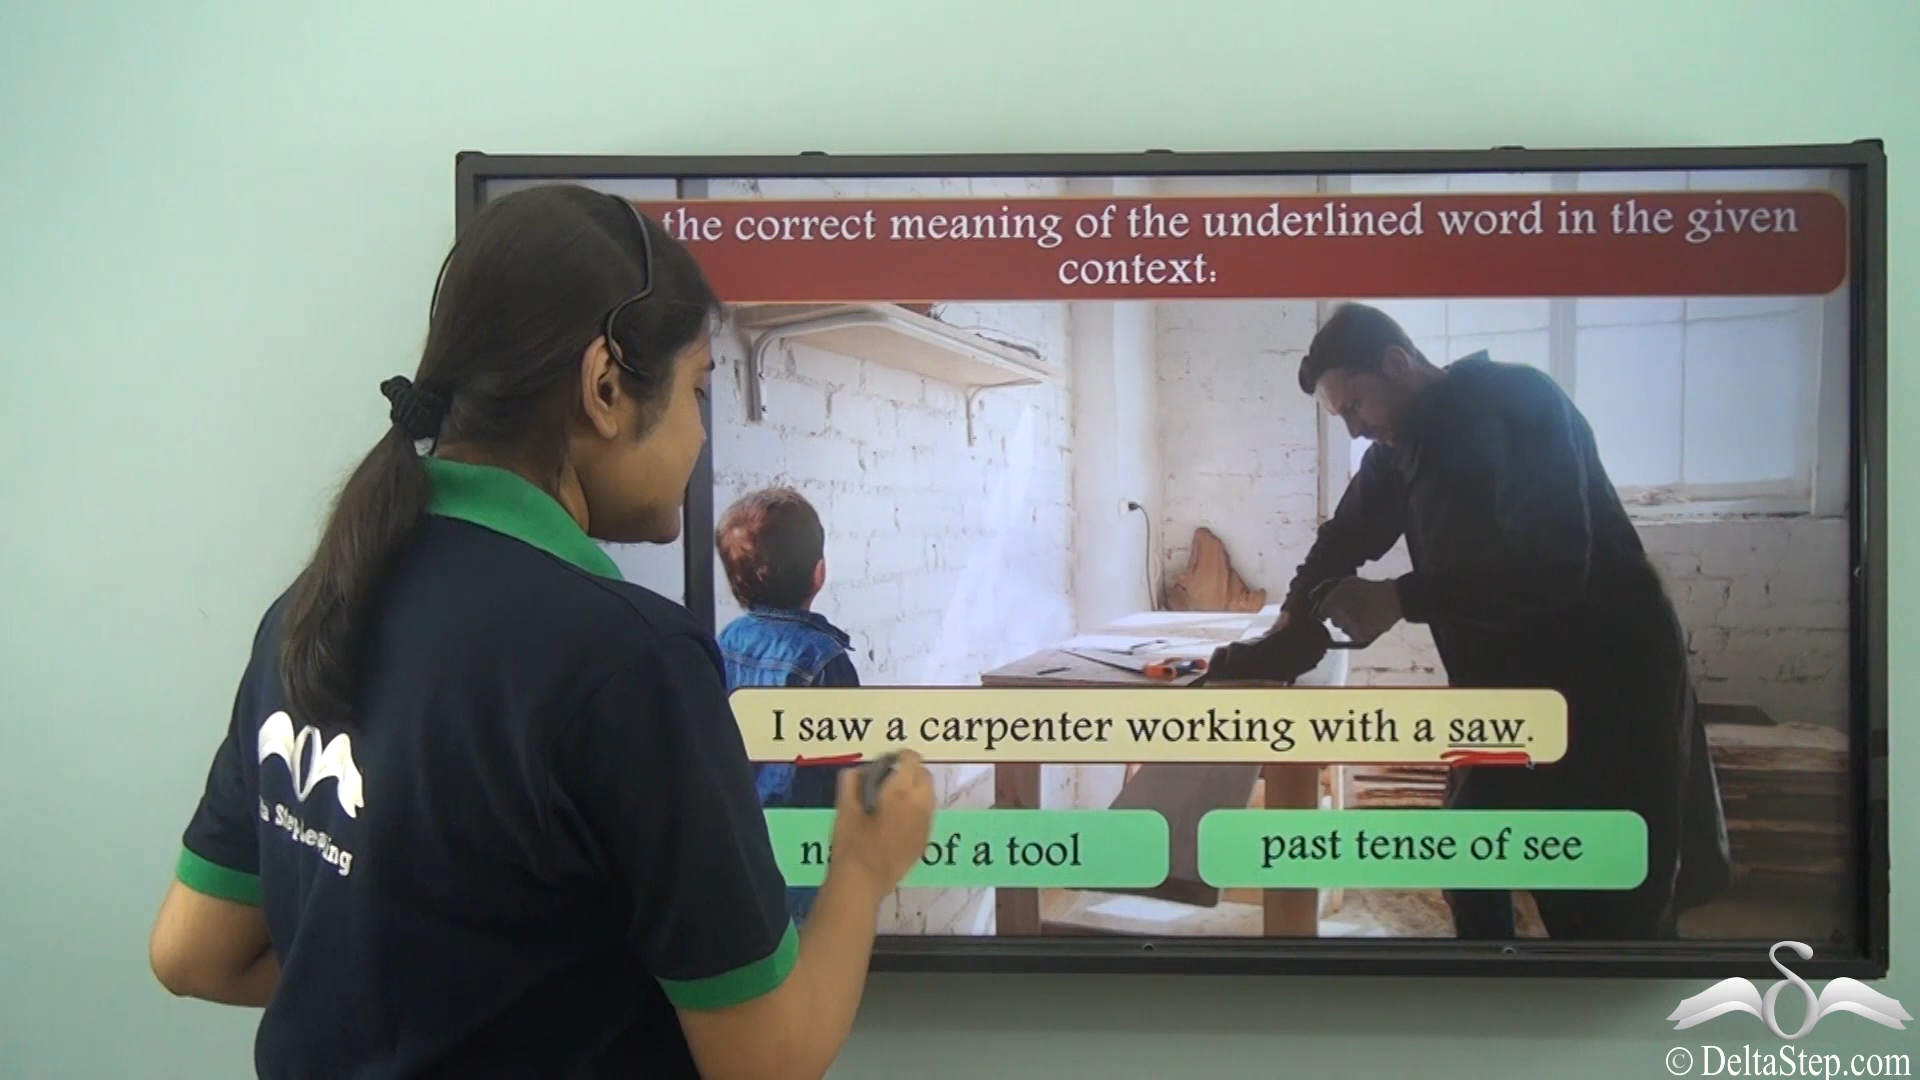 the correct meaning of the underlined word in the given
context:
I saw a carpenter working with a saw.
of a tool
past tense of see
© DeltaStep.com